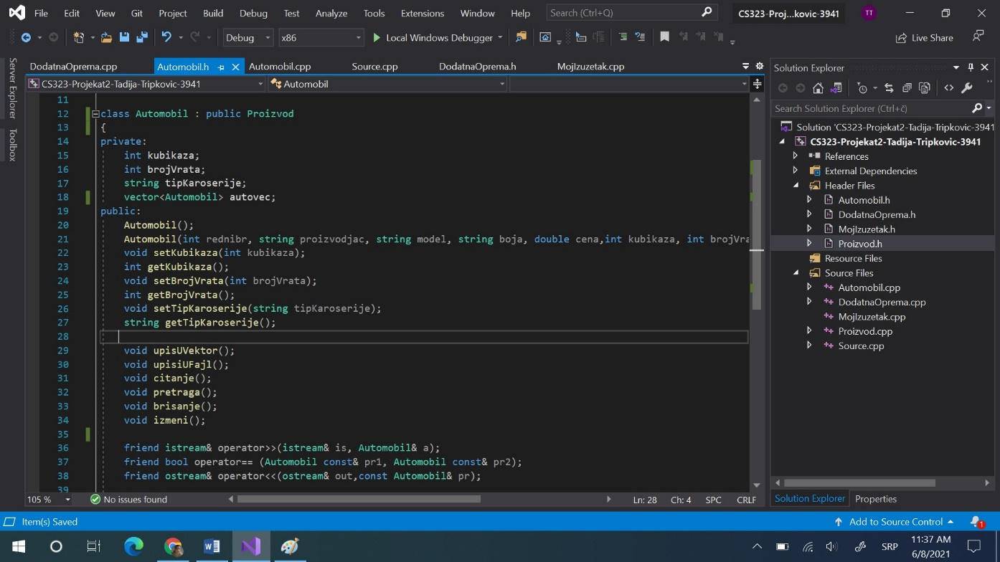 File Edit View Git Project Build Debug Test Analyze Tools Extensions Window Help Search (Ctrl+Q) CS323-Proj...kovic-3941 TT
Debug x86 Local Windows Debugger Live Share
Server Explorer
Toolbox
DodatnaOprema.cpp Automobil.h Automobil.cpp Source.cpp DodatnaOprema.h MojIzuzetak.cpp
CS323-Projekat2-Tadija-Tripkovic-3941 Automobil
11
12 class Automobil : public Proizvod
13 {
14 private:
15 int kubikaza;
16 int brojVrata;
17 string tipKaroserije;
18 vector<Automobil> autovec;
19 public:
20 Automobil();
21 Automobil(int rednibr, string proizvodjac, string model, string boja, double cena,int kubikaza, int brojVra
22 void setKubikaza(int kubikaza);
23 int getKubikaza();
24 void setBrojVrata(int brojVrata);
25 int getBrojVrata();
26 void setTipKaroserije(string tipKaroserije);
27 string getTipKaroserije();
28
29 void upisUVektor();
30 void upisiUFajl();
31 void citanje();
32 void pretraga();
33 void brisanje();
34 void izmeni();
35
36 friend istream& operator>>(istream& is, Automobil& a);
37 friend bool operator== (Automobil const& pr1, Automobil const& pr2);
38 friend ostream& operator<<(ostream& out,const Automobil& pr);
39
105 % No issues found Ln: 28 Ch: 4 SPC CRLF
Solution Explorer
Search Solution Explorer (Ctrl+č)
Solution 'CS323-Projekat2-Tadija-Tripkovic-3941
CS323-Projekat2-Tadija-Tripkovic-3941
References
External Dependencies
Header Files
Automobil.h
DodatnaOprema.h
MojIzuzetak.h
Proizvod.h
Resource Files
Source Files
Automobil.cpp
DodatnaOprema.cpp
MojIzuzetak.cpp
Proizvod.cpp
Source.cpp
Solution Explorer Properties
Item(s) Saved Add to Source Control 1
SRP 11:37 AM
6/8/2021